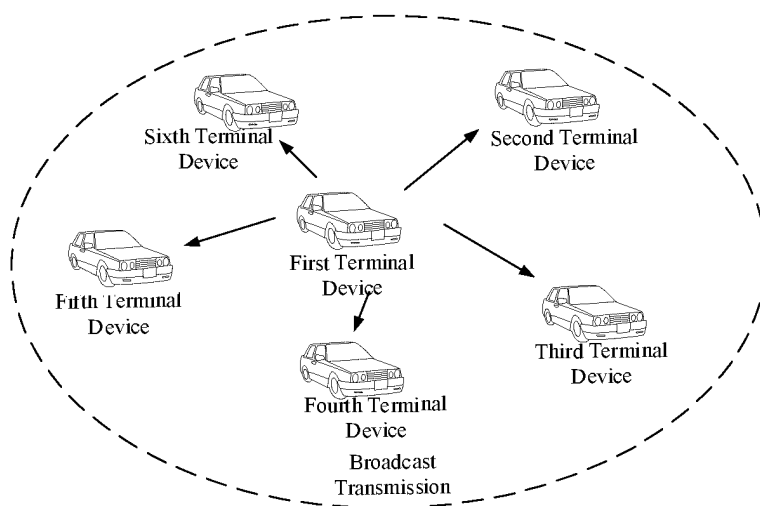 Sixth Terminal
Device
Second Terminal
Device
First Terminal
Device
Fifth Terminal
Device
Third Terminal
Device
Fourth Terminal
Device
Broadcast
Transmission